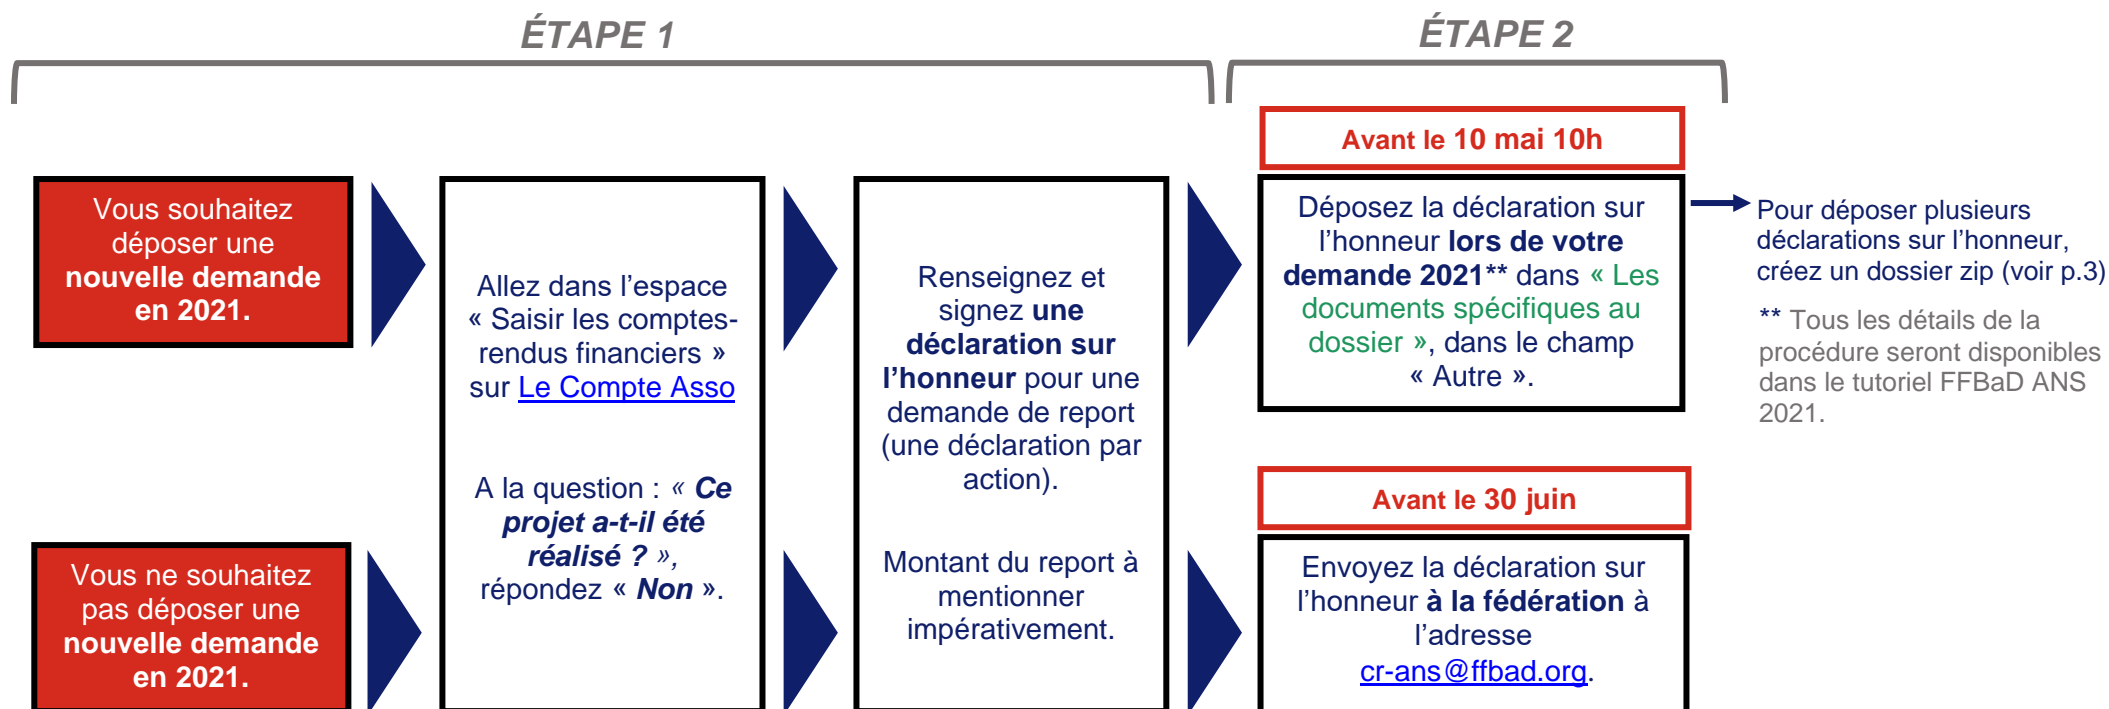 ÉTAPE 1
ÉTAPE 2
Vous souhaitez
déposer une
nouvelle demande
en 2021.
Vous ne souhaitez
pas déposer une
nouvelle demande
en 2021.
Allez dans l’espace
« Saisir les comptes-
rendus financiers »
sur Le Compte Asso
A la question : « Ce
projet a-t-il été
réalisé ? »,
répondez « Non ».
Renseignez et
signez une
déclaration sur
l’honneur pour une
demande de report
(une déclaration par
action).
Montant du report à
mentionner
impérativement.
Avant le 10 mai 10h
Déposez la déclaration sur
l’honneur lors de votre
demande 2021** dans « Les
documents spécifiques au
dossier », dans le champ
« Autre ».
Pour déposer plusieurs
déclarations sur l’honneur,
créez un dossier zip (voir p.3)
** Tous les détails de la
procédure seront disponibles
dans le tutoriel FFBaD ANS
2021.
Avant le 30 juin
Envoyez la déclaration sur
l’honneur à la fédération à
l’adresse
cr-ans@ffbad.org.